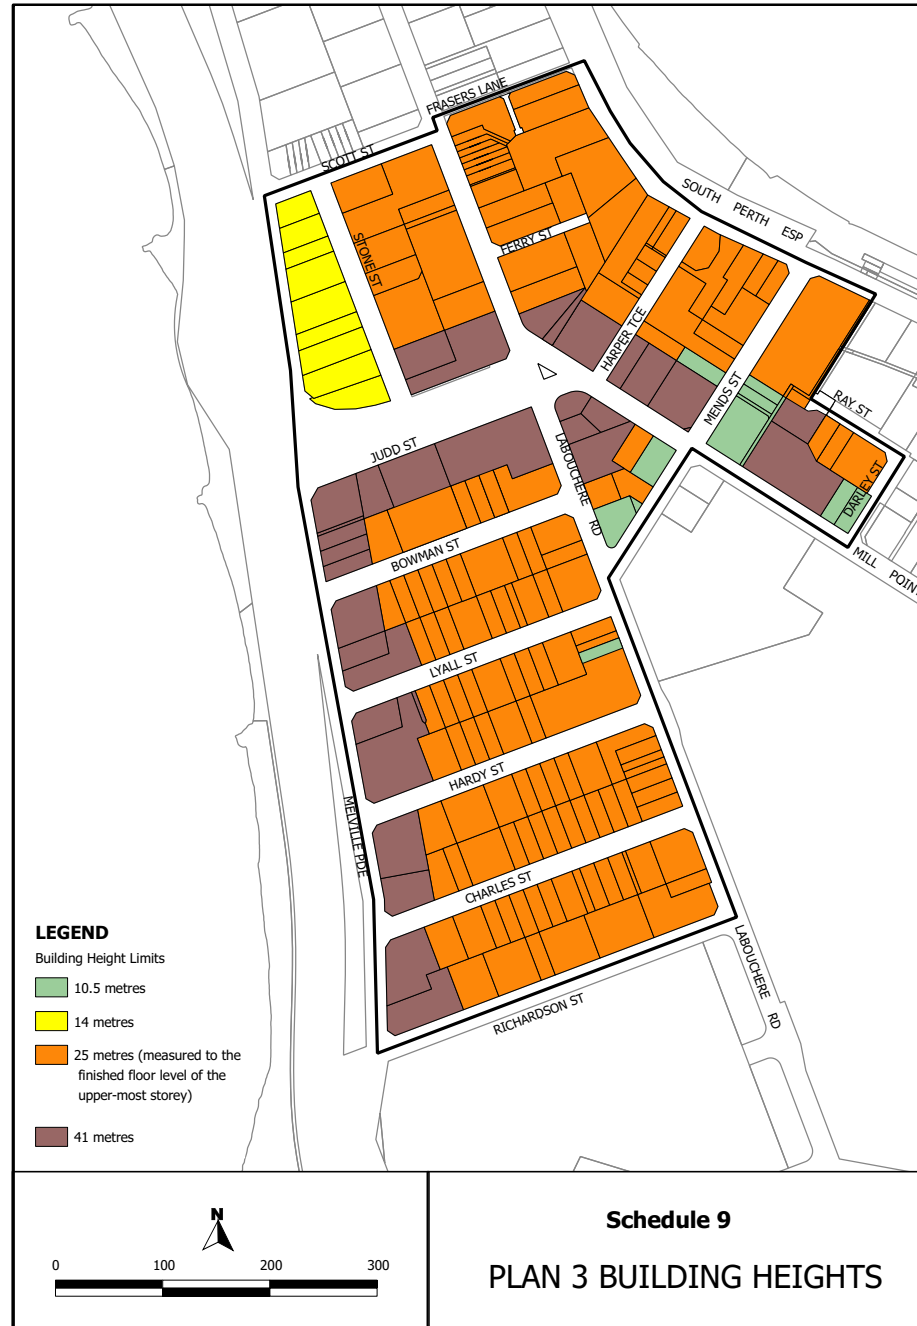 FRASERS LANE
SCOTT ST
SOUTH PERTH ESP
STONE ST
FERRY ST
HARPER TCE
MENDS ST
RAY ST
JUDD ST
LABOUCHERE RD
DARLEY ST
BOWMAN ST
MILL POINT
LYALL ST
HARDY ST
MELVILLE PDE
CHARLES ST
LABOUCHERE RD
RICHARDSON ST
LEGEND
Building Height Limits
10.5 metres
14 metres
25 metres (measured to the
finished floor level of the
upper-most storey)
41 metres
N
0 100 200 300
Schedule 9
PLAN 3 BUILDING HEIGHTS